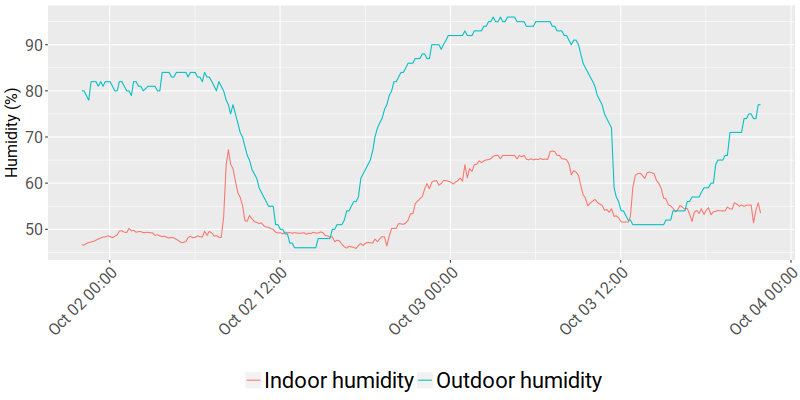 Humidity (%)
90
80
70
60
50
Oct 02 00:00
Oct 02 12:00
Oct 03 00:00
Oct 03 12:00
Oct 04 00:00
Indoor humidity
Outdoor humidity